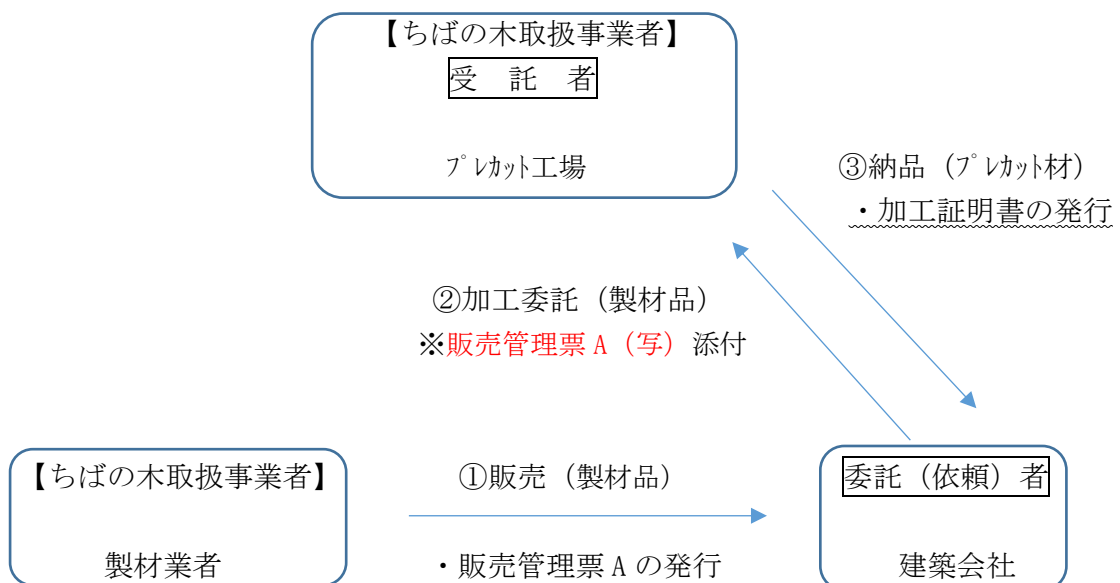 【ちばの木取扱事業者】
受　託　者
ﾌﾟﾚｶｯﾄ工場
③納品（ﾌﾟﾚｶｯﾄ材）
・加工証明書の発行
②加工委託（製材品）
※販売管理票 A（写）添付
【ちばの木取扱事業者】
製材業者
①販売（製材品）
・販売管理票 A の発行
委託（依頼）者
建築会社